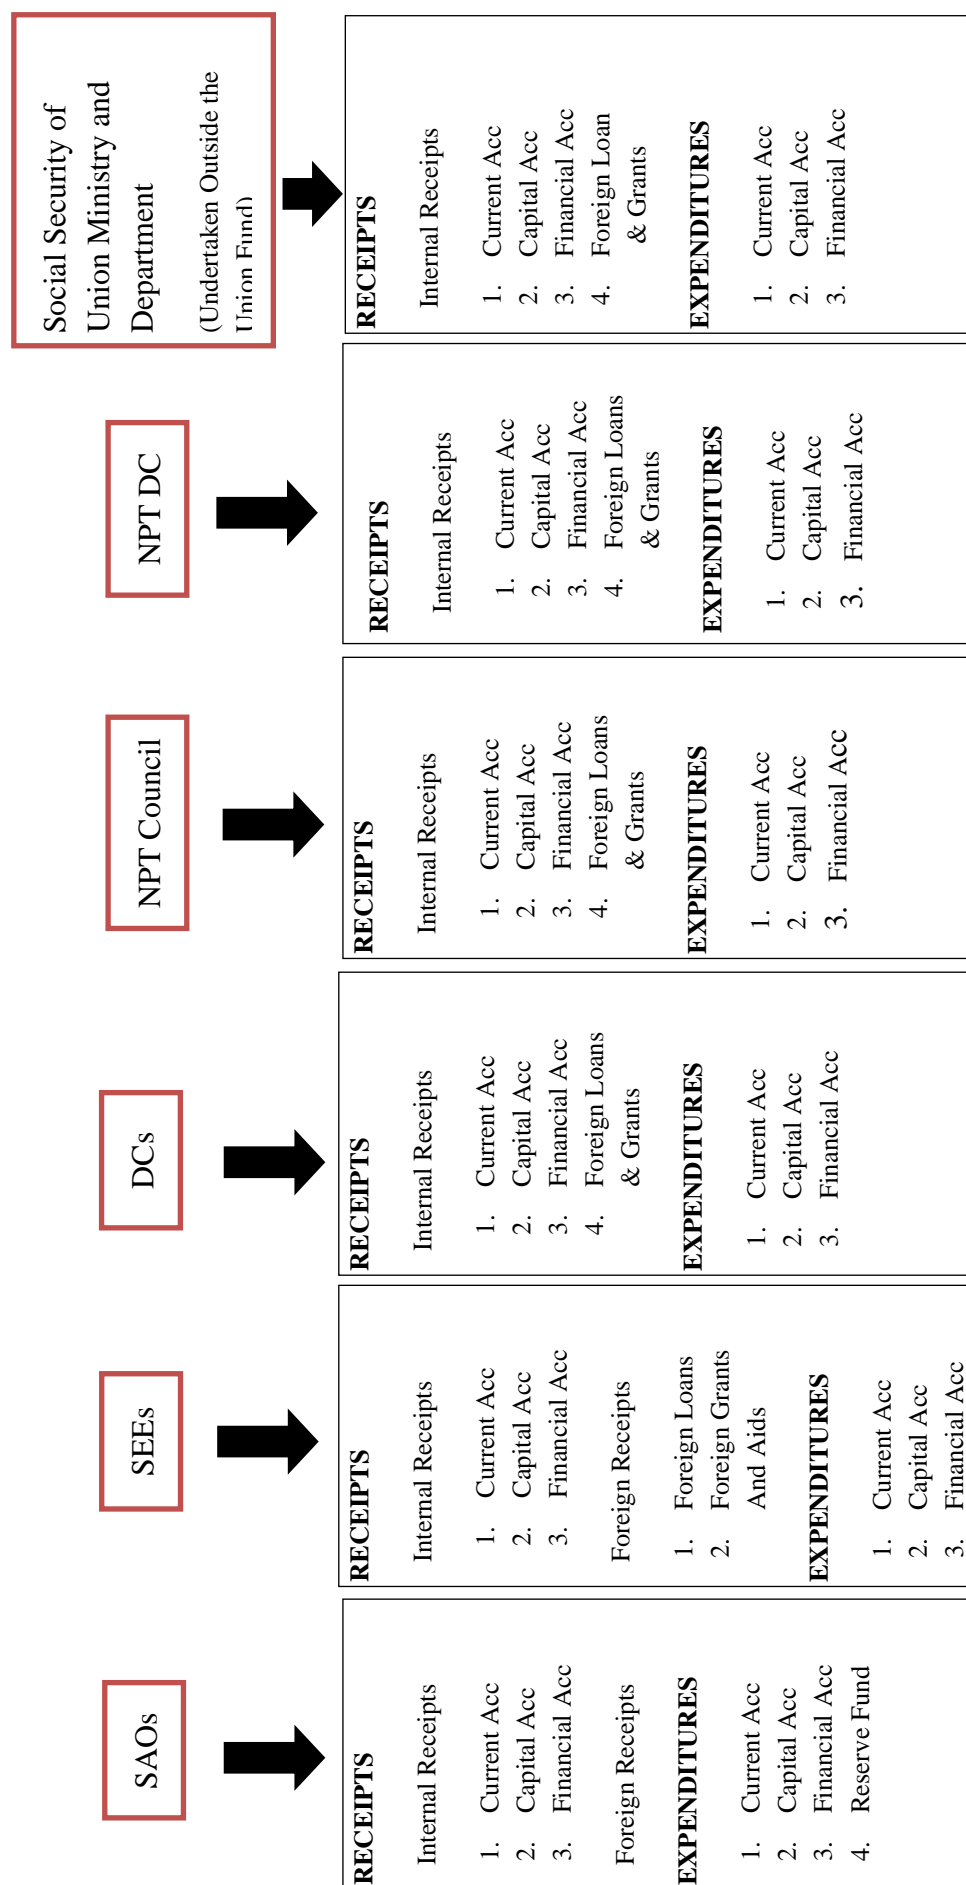 SAOs
RECEIPTS
Internal Receipts
1. Current Acc
2. Capital Acc
3. Financial Acc
Foreign Receipts
EXPENDITURES
1. Current Acc
2. Capital Acc
3. Financial Acc
4. Reserve Fund
SEEs
RECEIPTS
Internal Receipts
1. Current Acc
2. Capital Acc
3. Financial Acc
Foreign Receipts
1. Foreign Loans
2. Foreign Grants
And Aids
EXPENDITURES
1. Current Acc
2. Capital Acc
3. Financial Acc
DCs
RECEIPTS
Internal Receipts
1. Current Acc
2. Capital Acc
3. Financial Acc
4. Foreign Loans
& Grants
EXPENDITURES
1. Current Acc
2. Capital Acc
3. Financial Acc
NPT Council
RECEIPTS
Internal Receipts
1. Current Acc
2. Capital Acc
3. Financial Acc
4. Foreign Loans
& Grants
EXPENDITURES
1. Current Acc
2. Capital Acc
3. Financial Acc
NPT DC
RECEIPTS
Internal Receipts
1. Current Acc
2. Capital Acc
3. Financial Acc
4. Foreign Loans
& Grants
EXPENDITURES
1. Current Acc
2. Capital Acc
3. Financial Acc
Social Security of
Union Ministry and
Department
(Undertaken Outside the
Union Fund)
RECEIPTS
Internal Receipts
1. Current Acc
2. Capital Acc
3. Financial Acc
4. Foreign Loan
& Grants
EXPENDITURES
1. Current Acc
2. Capital Acc
3. Financial Acc